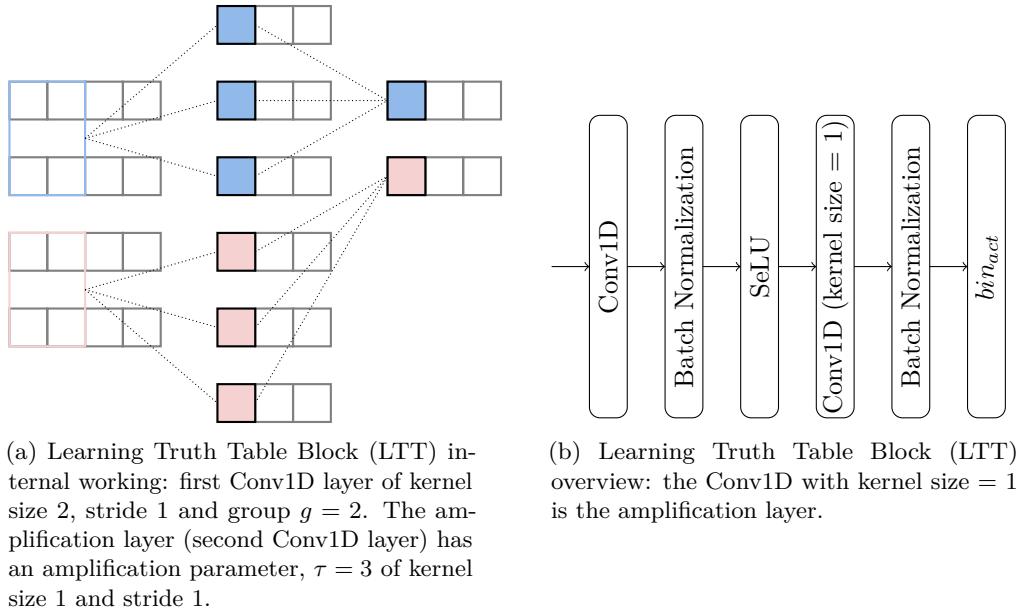 Conv1D
Batch Normalization
SeLU
Conv1D (kernel size = 1)
Batch Normalization
bin_act
(a) Learning Truth Table Block (LTT) in-
ternal working: first Conv1D layer of kernel
size 2, stride 1 and group g = 2. The am-
plification layer (second Conv1D layer) has
an amplification parameter, τ = 3 of kernel
size 1 and stride 1.
(b) Learning Truth Table Block (LTT)
overview: the Conv1D with kernel size = 1
is the amplification layer.